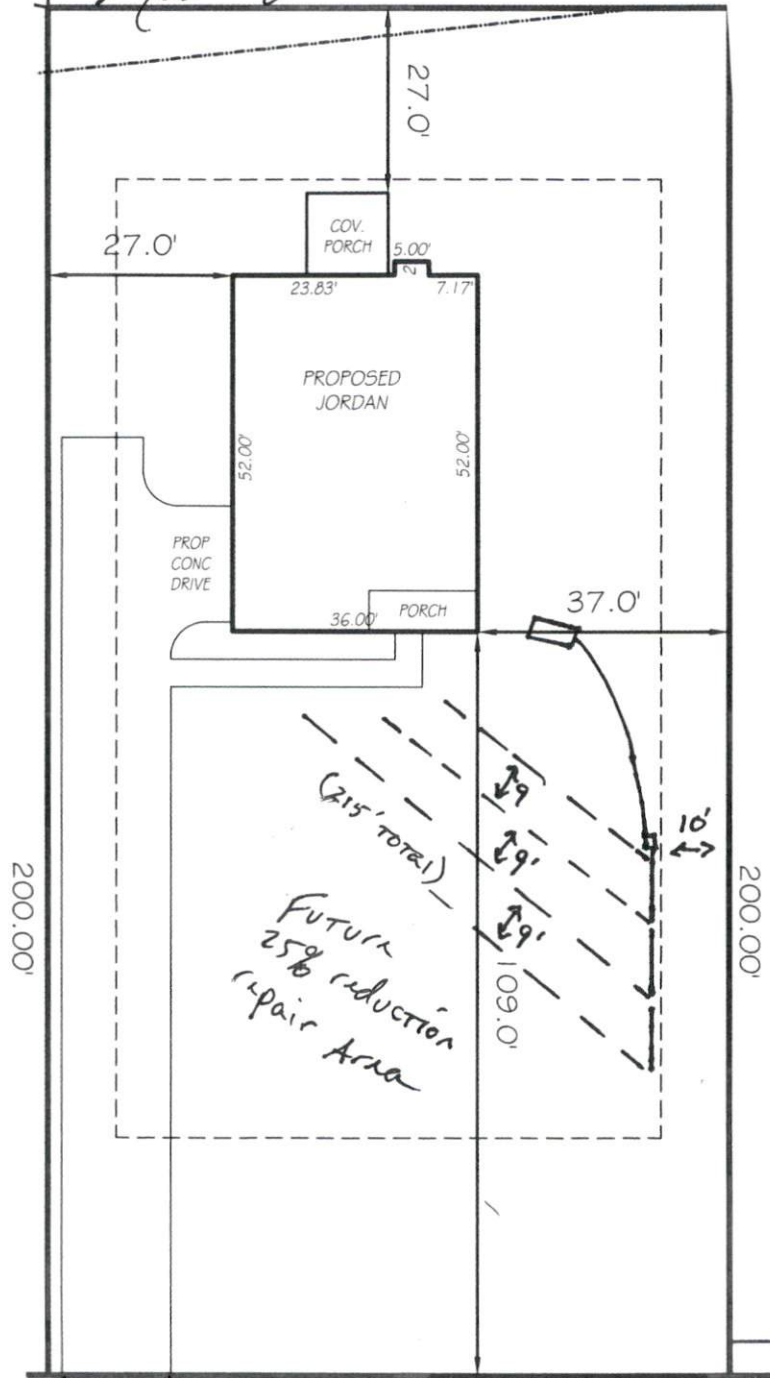 27.0'
COV.
PORCH
27.0'
5.00'
2'
23.83'
7.17'
PROPOSED
JORDAN
52.00'
52.00'
PROP
CONC
DRIVE
36.00'
PORCH
37.0'
9
(215' TOTAL)
9'
10'
9'
200.00'
200.00'
FUTURE
25% reduction
repair Area
109.0'